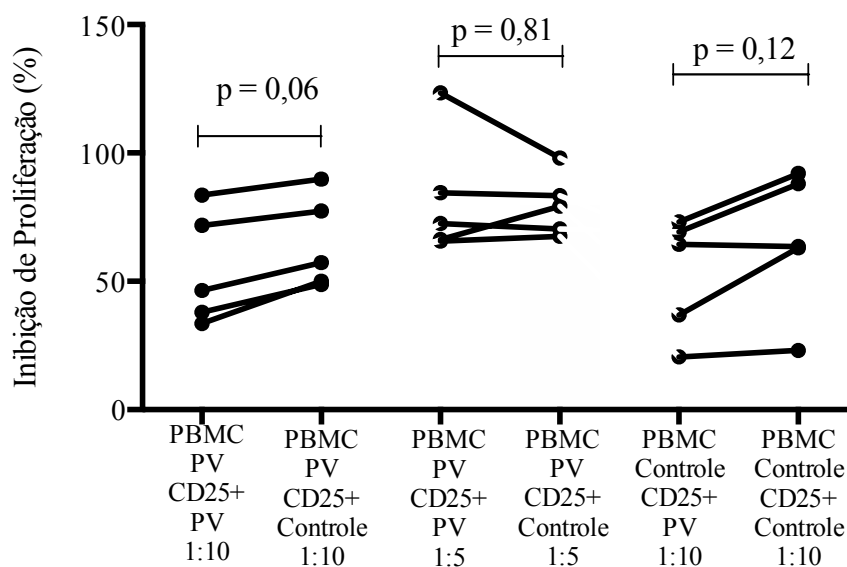 150
p = 0,81
p = 0,12
p = 0,06
100
50
0
Inibição de Proliferação (%)
PBMC
PV
CD25+
PV
1:10
PBMC
PV
CD25+
Controle
1:10
PBMC
PV
CD25+
PV
1:5
PBMC
PV
CD25+
Controle
1:5
PBMC
Controle
CD25+
PV
1:10
PBMC
Controle
CD25+
Controle
1:10